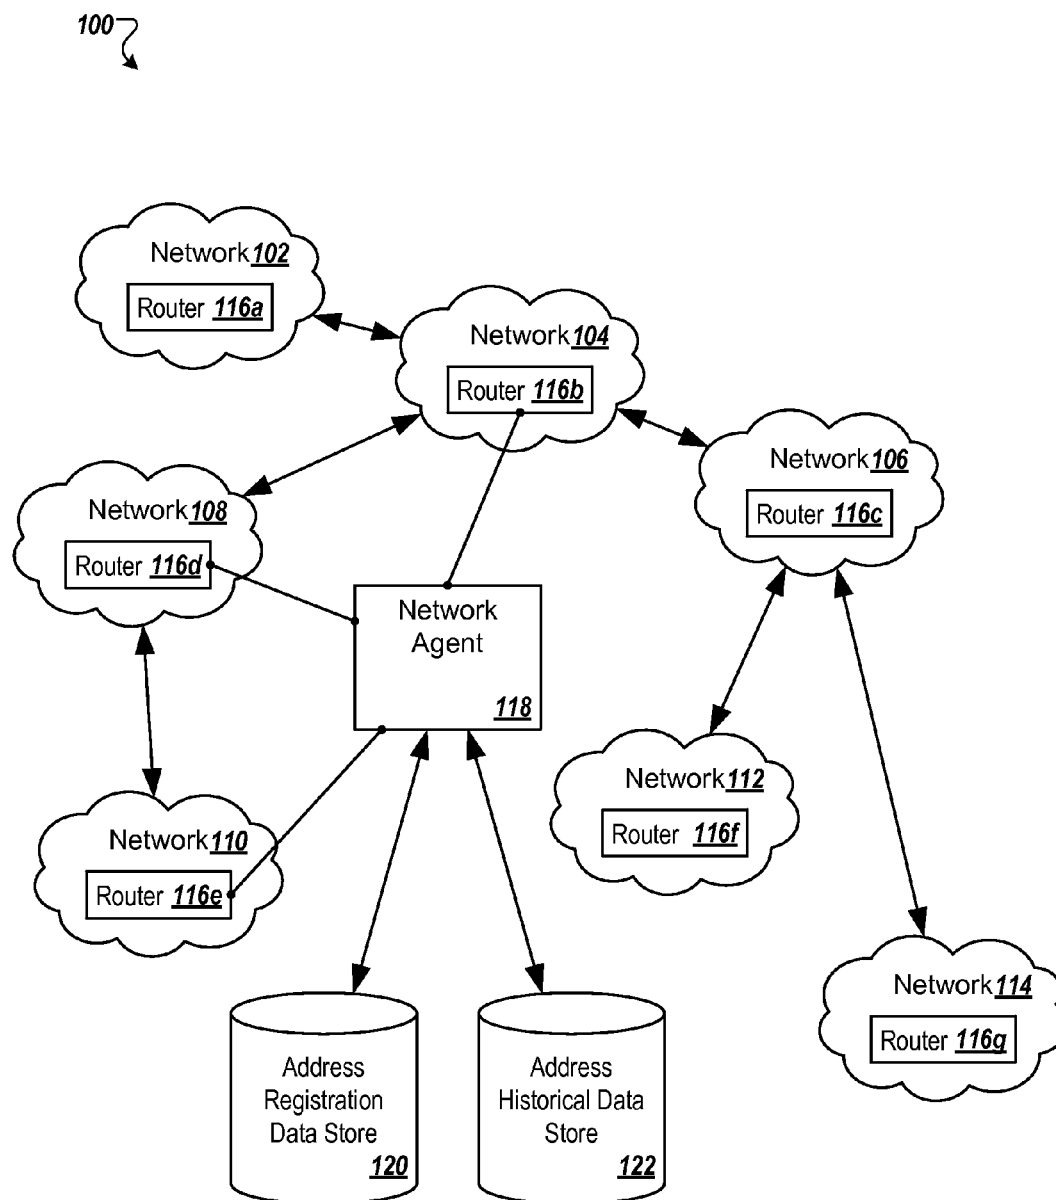 100
Network 102
Router 116a
Network 104
Router 116b
Network 106
Router 116c
Network 108
Router 116d
Network
Agent
118
Network 112
Router 116f
Network 110
Router 116e
Network 114
Router 116g
Address
Registration
Data Store
120
Address
Historical Data
Store
122